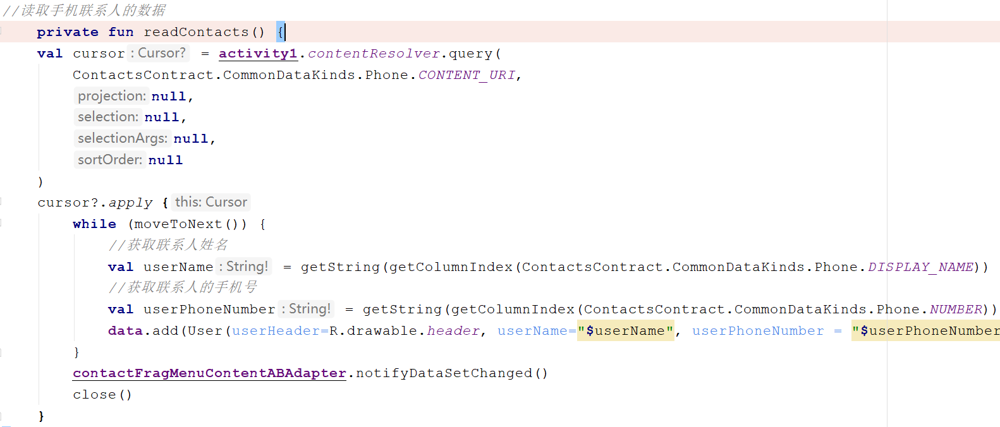 //读取手机联系人的数据
private fun readContacts() {
val cursor : Cursor? = activity1.contentResolver.query(
ContactsContract.CommonDataKinds.Phone.CONTENT_URI,
projection: null,
selection: null,
selectionArgs: null,
sortOrder: null
)
cursor?.apply { this: Cursor
while (moveToNext()) {
//获取联系人姓名
val userName : String! = getString(getColumnIndex(ContactsContract.CommonDataKinds.Phone.DISPLAY_NAME))
//获取联系人的手机号
val userPhoneNumber : String! = getString(getColumnIndex(ContactsContract.CommonDataKinds.Phone.NUMBER))
data.add(User(userHeader=R.drawable.header, userName="$userName", userPhoneNumber = "$userPhoneNumber
}
contactFragMenuContentABAdapter.notifyDataSetChanged()
close()
}